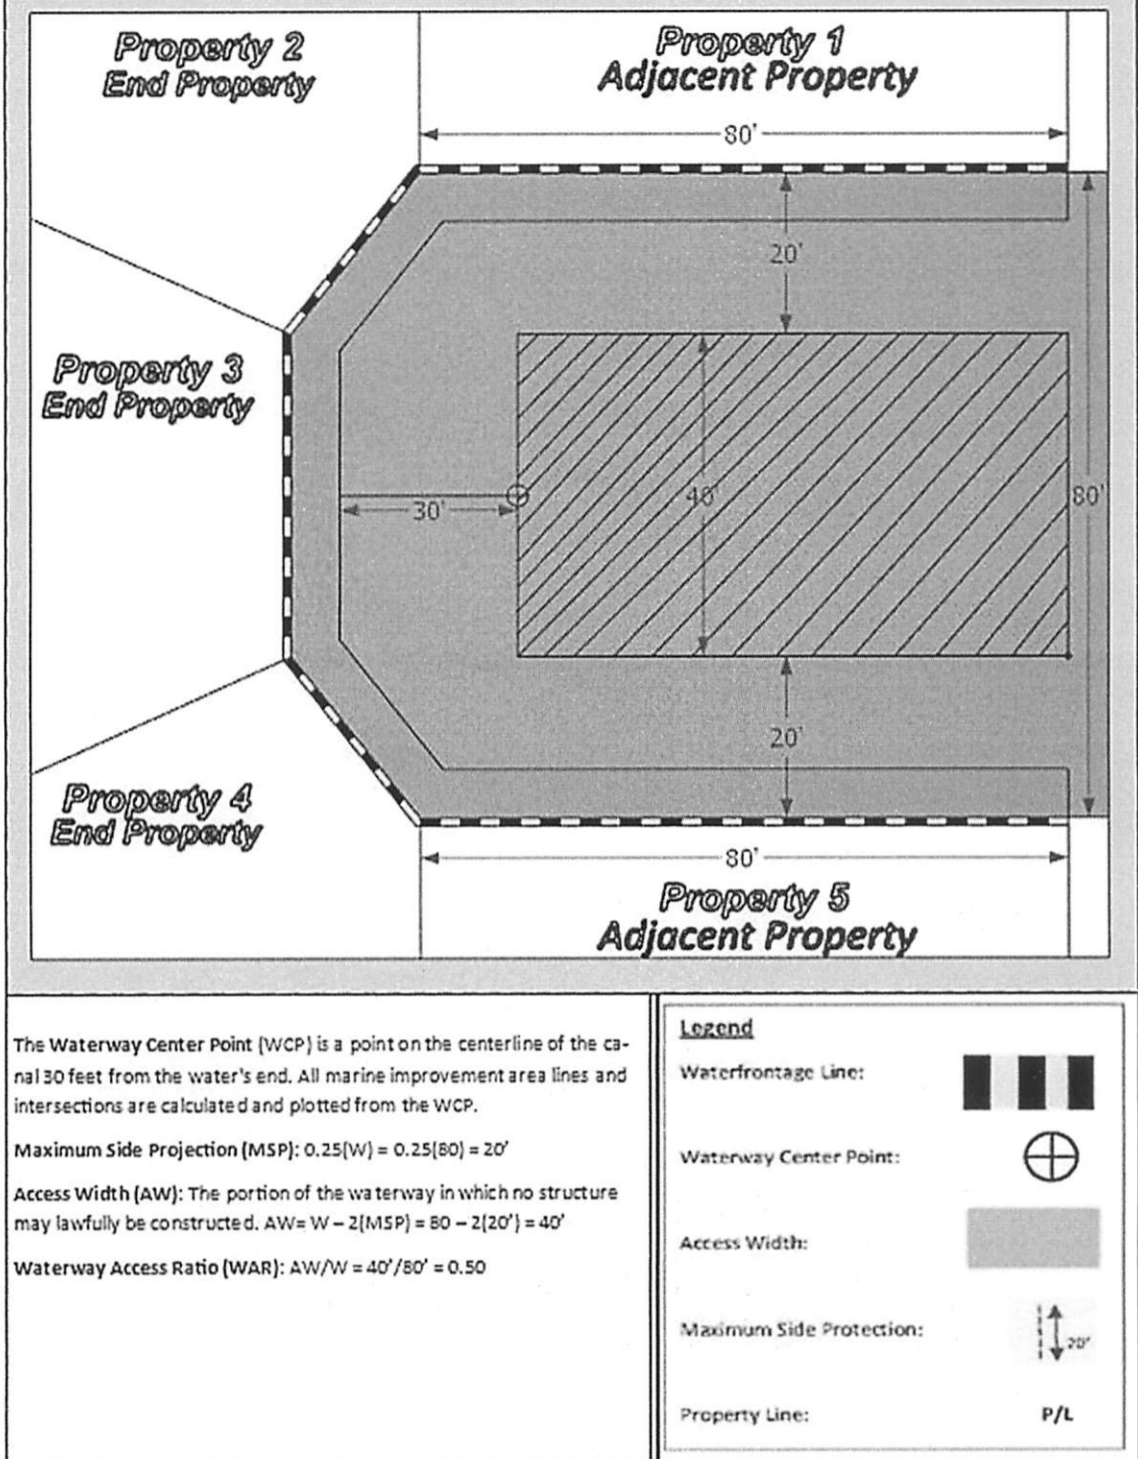 Property 2
End Property
Property 1
Adjacent Property
80'
20'
Property 3
End Property
30'
40'
80'
20'
Property 4
End Property
80'
Property 5
Adjacent Property
The Waterway Center Point (WCP) is a point on the centerline of the ca-
nal 30 feet from the water's end. All marine improvement area lines and
intersections are calculated and plotted from the WCP.
Maximum Side Projection (MSP): 0.25(W) = 0.25(80) = 20'
Access Width (AW): The portion of the waterway in which no structure
may lawfully be constructed. AW= W – 2(MSP) = 80 – 2(20') = 40'
Waterway Access Ratio (WAR): AW/W = 40'/80' = 0.50
Legend
Waterfrontage Line:
Waterway Center Point:
Access Width:
Maximum Side Protection:
20'
Property Line:
P/L